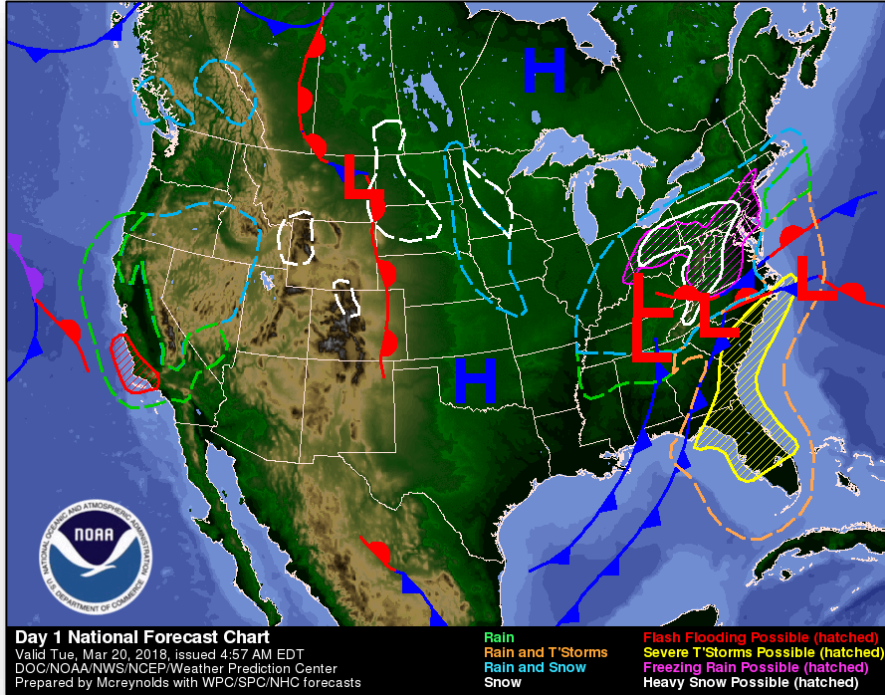 H
L
L
L
L
L
H
NOAA
NATIONAL OCEANIC AND ATMOSPHERIC ADMINISTRATION
U.S. DEPARTMENT OF COMMERCE
Day 1 National Forecast Chart
Valid Tue, Mar 20, 2018, issued 4:57 AM EDT
DOC/NOAA/NWS/NCEP/Weather Prediction Center
Prepared by Mcreynolds with WPC/SPC/NHC forecasts
Rain
Rain and T'Storms
Rain and Snow
Snow
Flash Flooding Possible (hatched)
Severe T'Storms Possible (hatched)
Freezing Rain Possible (hatched)
Heavy Snow Possible (hatched)